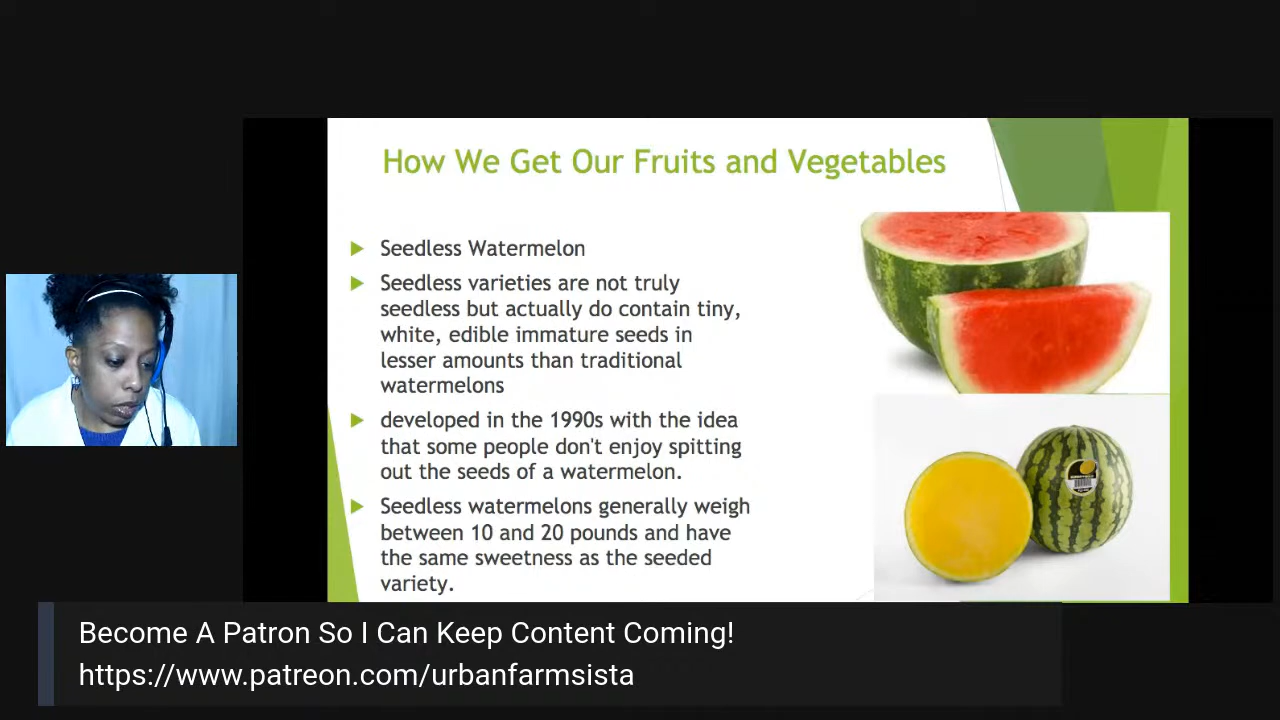 How We Get Our Fruits and Vegetables
Seedless Watermelon
Seedless varieties are not truly
seedless but actually do contain tiny,
white, edible immature seeds in
lesser amounts than traditional
watermelons
developed in the 1990s with the idea
that some people don't enjoy spitting
out the seeds of a watermelon.
Seedless watermelons generally weigh
between 10 and 20 pounds and have
the same sweetness as the seeded
variety.
Become A Patron So I Can Keep Content Coming!
https://www.patreon.com/urbanfarmsista